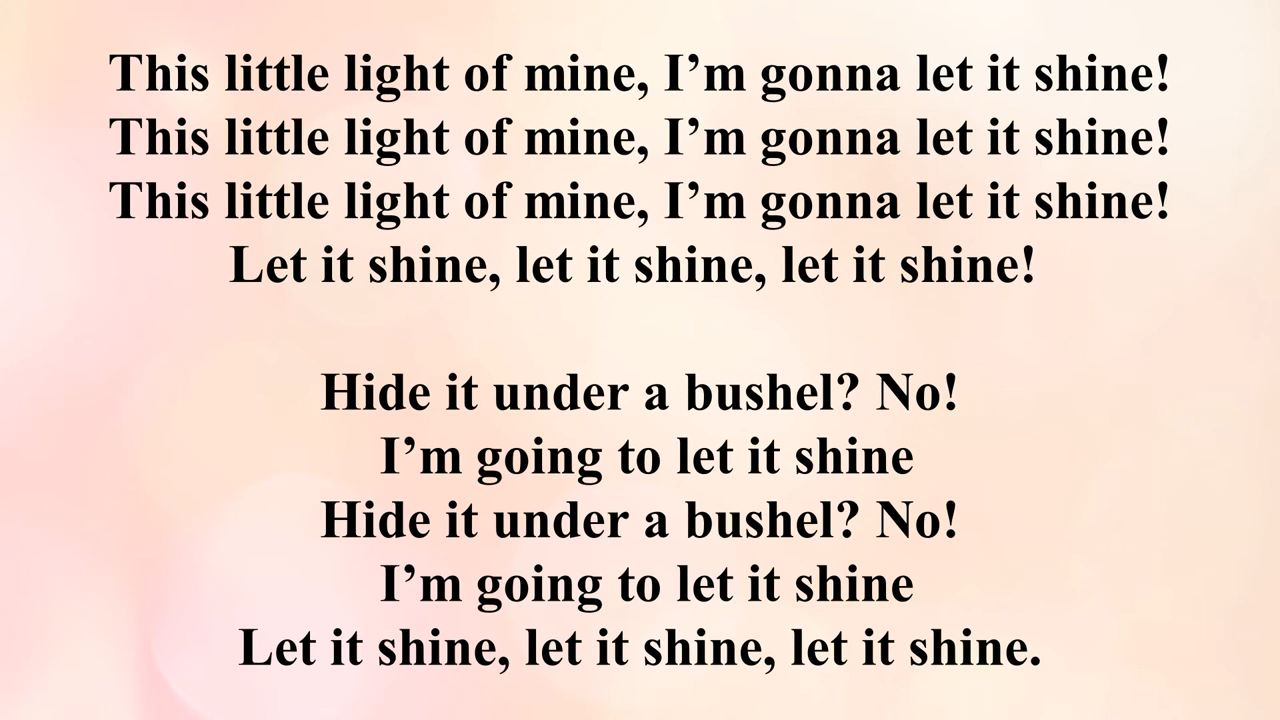 This little light of mine, I’m gonna let it shine!
This little light of mine, I’m gonna let it shine!
This little light of mine, I’m gonna let it shine!
Let it shine, let it shine, let it shine!
Hide it under a bushel? No!
I’m going to let it shine
Hide it under a bushel? No!
I’m going to let it shine
Let it shine, let it shine, let it shine.